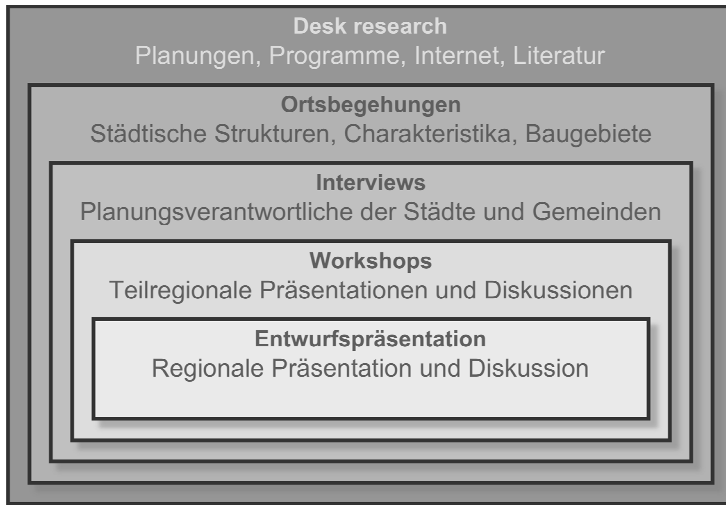 Desk research
Planungen, Programme, Internet, Literatur
Ortsbegehungen
Städtische Strukturen, Charakteristika, Baugebiete
Interviews
Planungsverantwortliche der Städte und Gemeinden
Workshops
Teilregionale Präsentationen und Diskussionen
Entwurfspräsentation
Regionale Präsentation und Diskussion